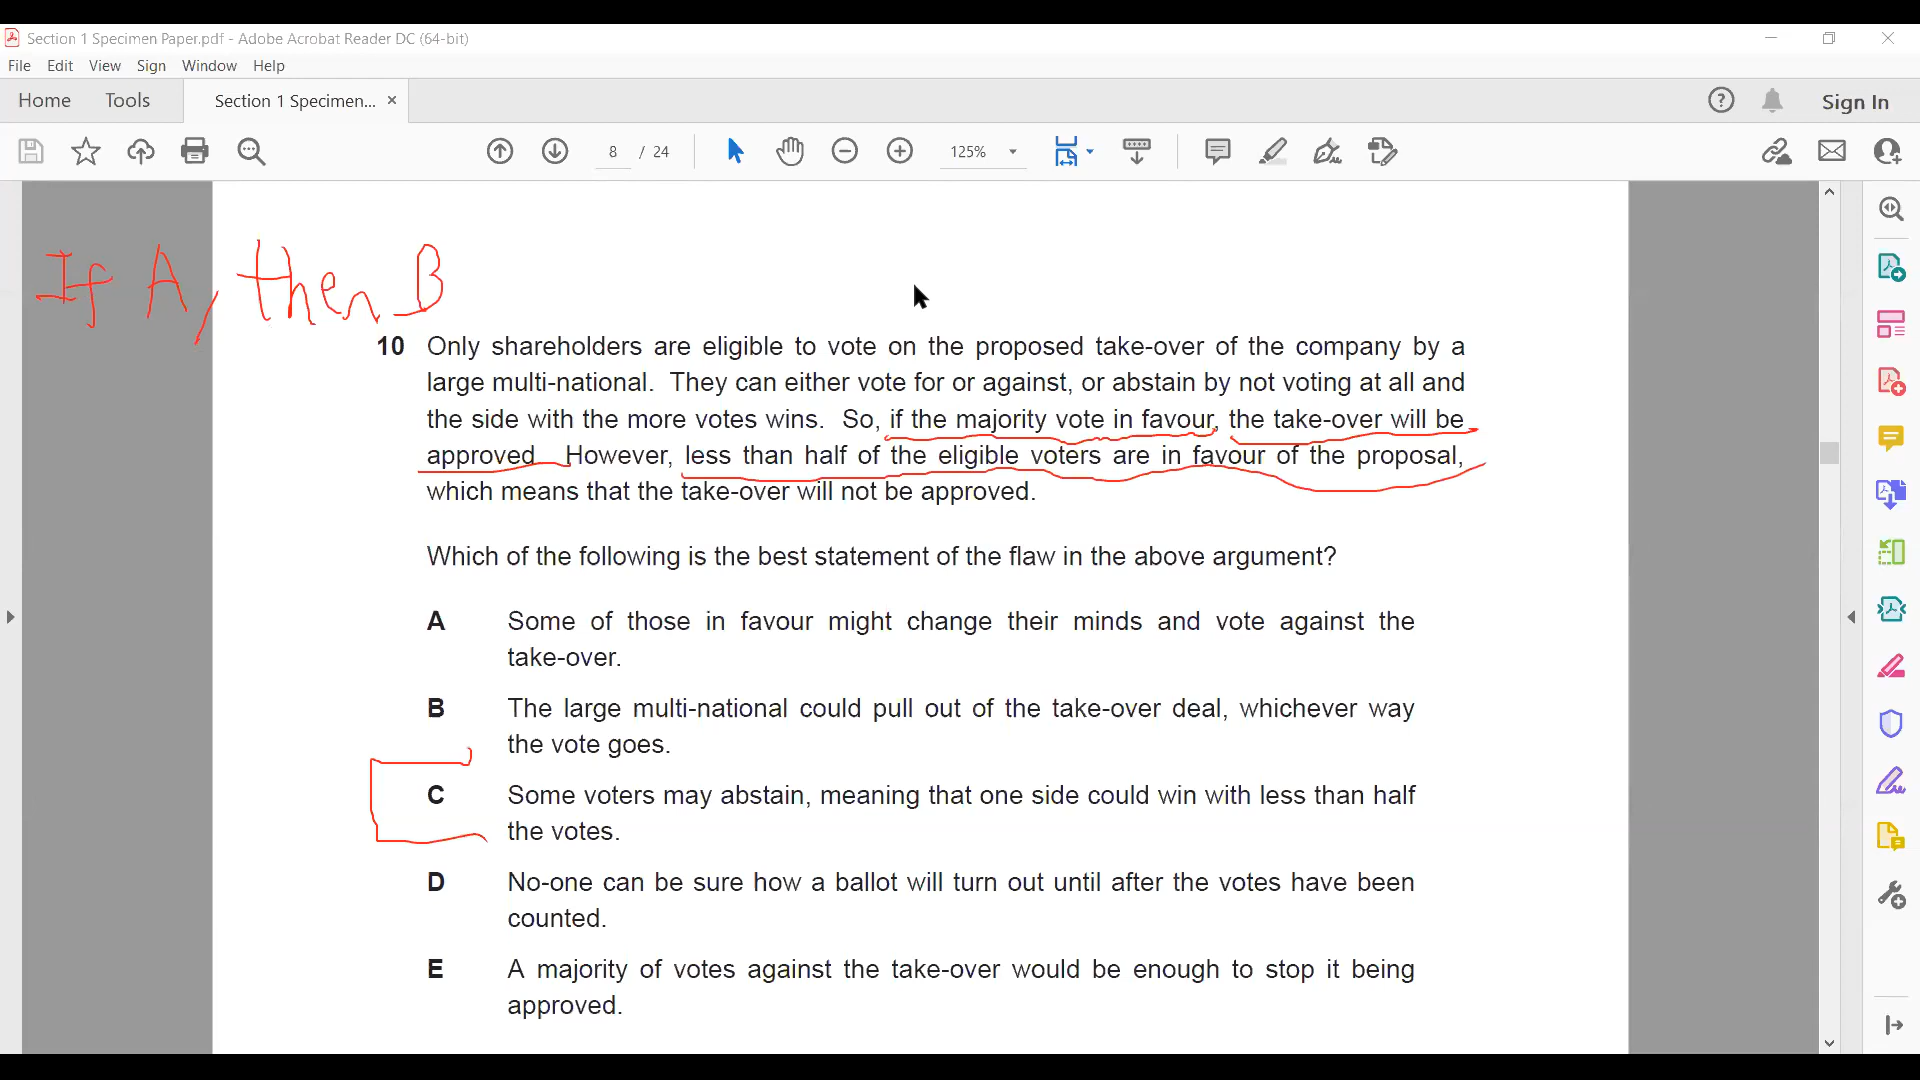 Section 1 Specimen Paper.pdf - Adobe Acrobat Reader DC (64-bit)
File Edit View Sign Window Help
Home Tools Section 1 Specimen... × Sign In
8 / 24 125%
If A, then B
10 Only shareholders are eligible to vote on the proposed take-over of the company by a
large multi-national. They can either vote for or against, or abstain by not voting at all and
the side with the more votes wins. So, if the majority vote in favour, the take-over will be
approved However, less than half of the eligible voters are in favour of the proposal,
which means that the take-over will not be approved.
Which of the following is the best statement of the flaw in the above argument?
A Some of those in favour might change their minds and vote against the
take-over.
B The large multi-national could pull out of the take-over deal, whichever way
the vote goes.
C Some voters may abstain, meaning that one side could win with less than half
the votes.
D No-one can be sure how a ballot will turn out until after the votes have been
counted.
E A majority of votes against the take-over would be enough to stop it being
approved.